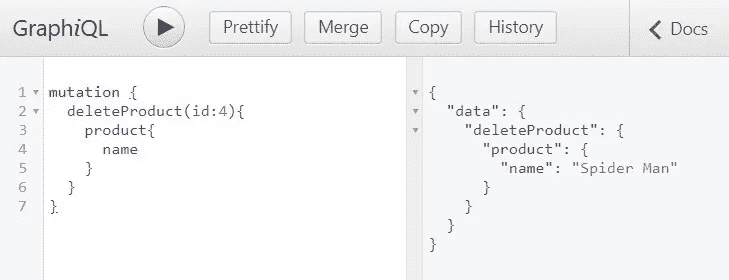 GraphiQL Prettify Merge Copy History Docs
1 mutation {
2 deleteProduct(id:4){
3 product{
4 name
5 }
6 }
7 }
{
"data": {
"deleteProduct": {
"product": {
"name": "Spider Man"
}
}
}
}